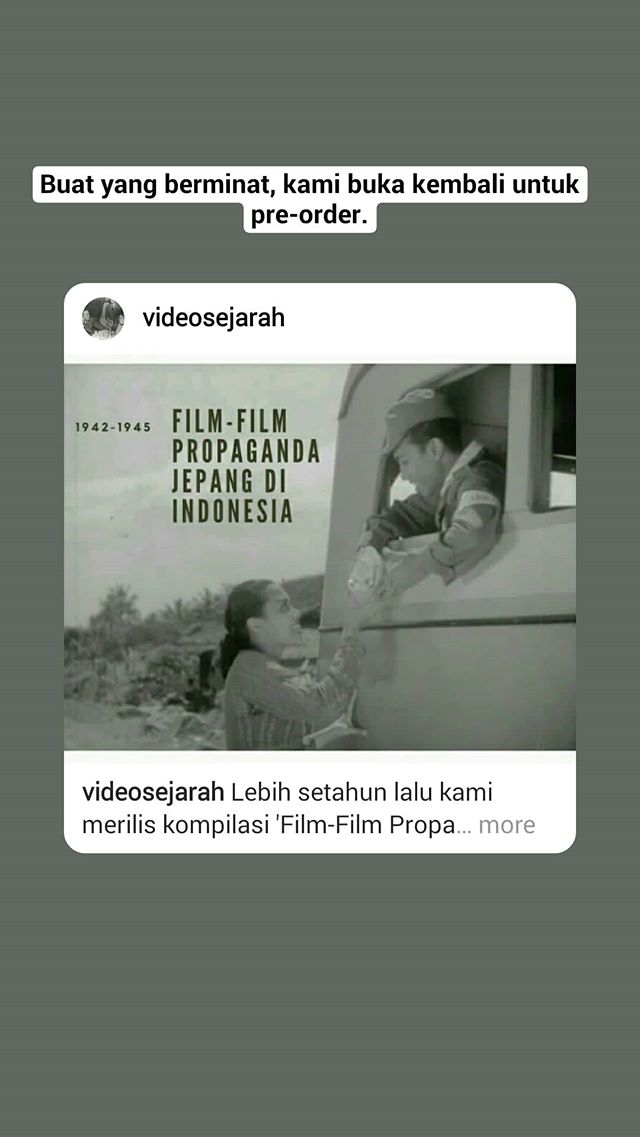 Buat yang berminat, kami buka kembali untuk
pre-order.
videosejarah
1942-1945
FILM-FILM
PROPAGANDA
JEPANG DI
INDONESIA
videosejarah Lebih setahun lalu kami
merilis kompilasi 'Film-Film Propa... more